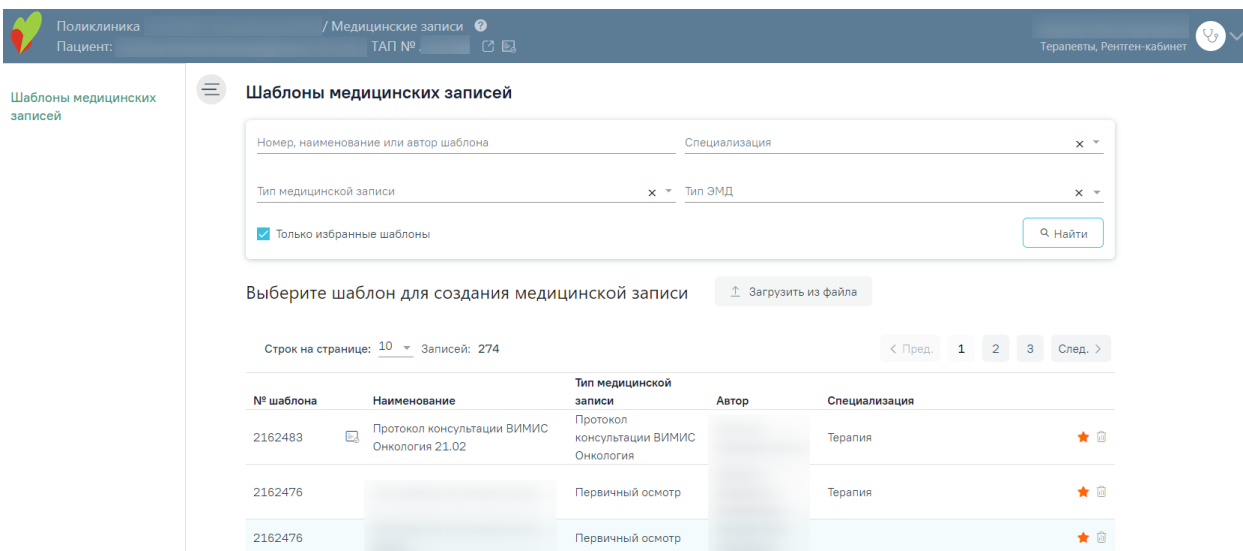 Поликлиника / Медицинские записи
Пациент: ТАП №
Терапевты, Рентген-кабинет
Шаблоны медицинских
записей
Шаблоны медицинских записей
Номер, наименование или автор шаблона Специализация
Тип медицинской записи Тип ЭМД
Только избранные шаблоны Найти
Выберите шаблон для создания медицинской записи Загрузить из файла
Строк на странице: 10 Записей: 274 Пред. 1 2 3 След.
Тип медицинской
№ шаблона Наименование записи Автор Специализация
Протокол
Протокол консультации ВИМИС консультации ВИМИС
2162483 Терапия
Онкология 21.02 Онкология
2162476 Первичный осмотр Терапия
2162476 Первичный осмотр